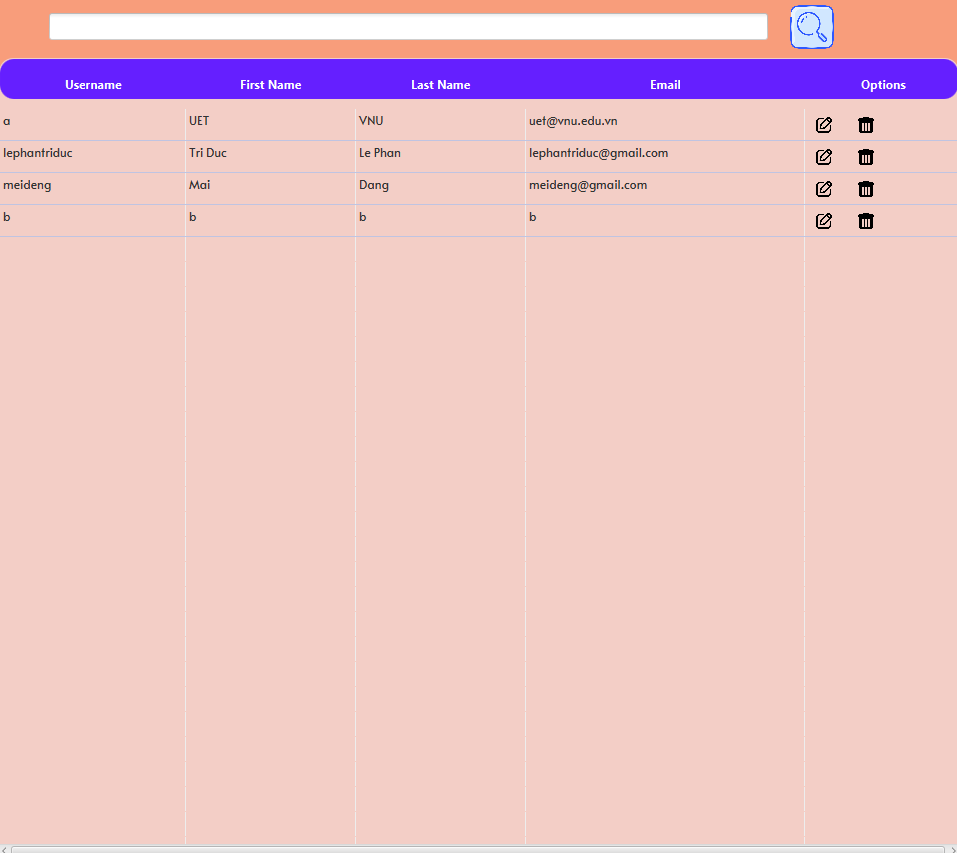 Username First Name Last Name Email Options
a UET VNU uet@vnu.edu.vn
lephantriduc Tri Duc Le Phan lephantriduc@gmail.com
meideng Mai Dang meideng@gmail.com
b b b b